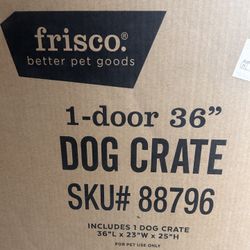 frisco.®
better pet goods
1-door 36”
DOG CRATE
SKU# 88796
INCLUDES 1 DOG CRATE
36"L x 23"W x 25"H
FOR PET USE ONLY